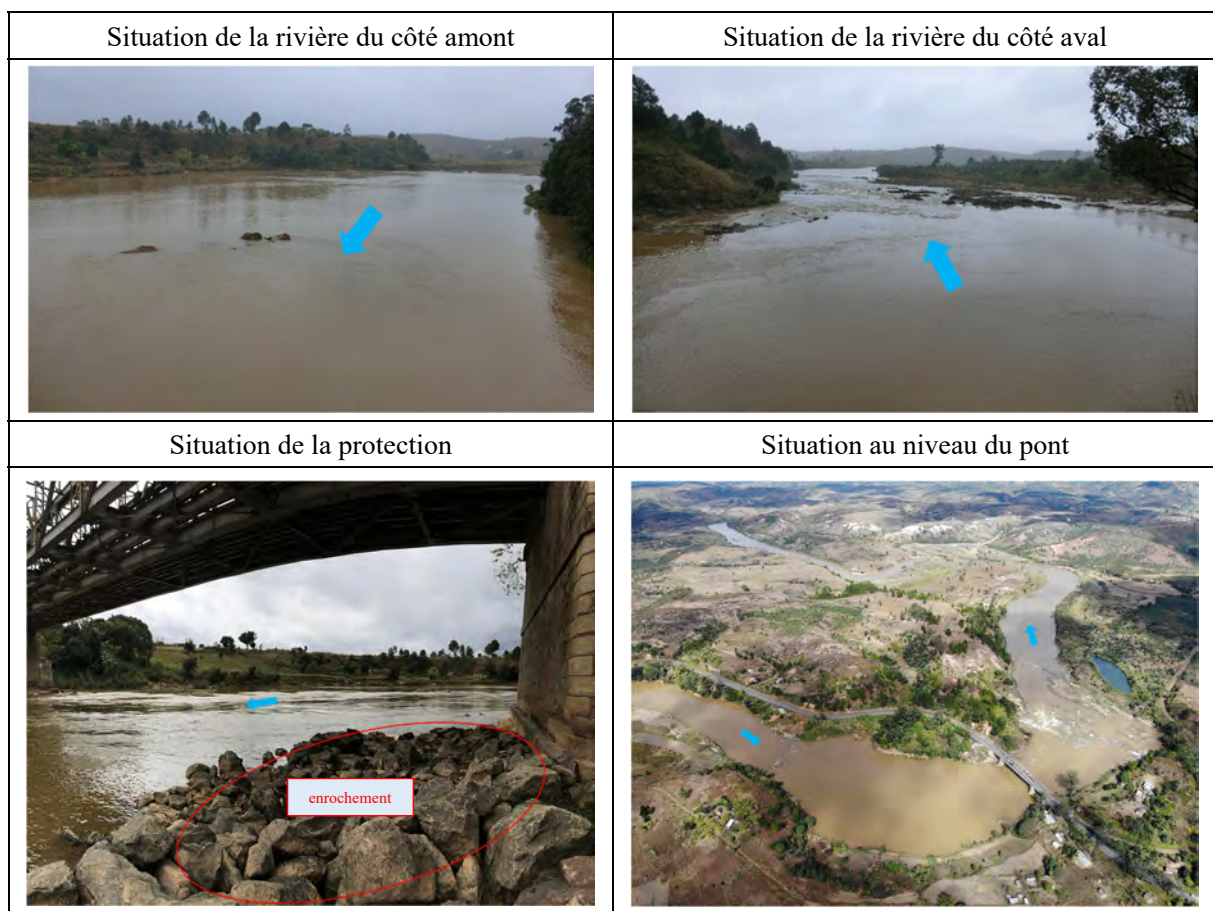 Situation de la rivière du côté amont
Situation de la rivière du côté aval
Situation de la protection
Situation au niveau du pont
enrochement